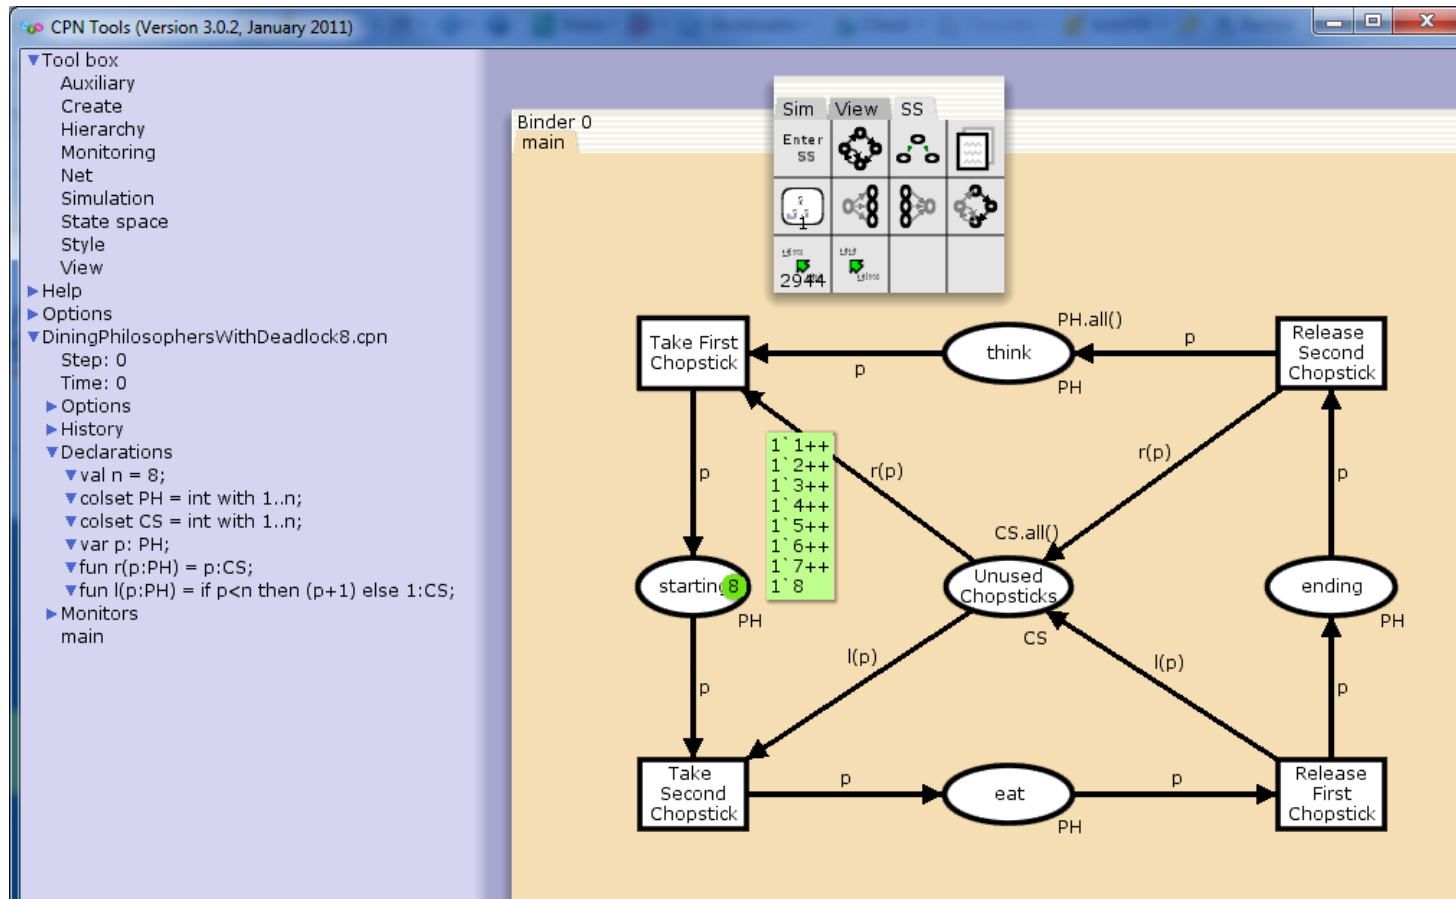 CPN Tools (Version 3.0.2, January 2011)
Tool box
Auxiliary
Create
Hierarchy
Monitoring
Net
Simulation
State space
Style
View
Help
Options
DiningPhilosophersWithDeadlock8.cpn
Step: 0
Time: 0
Options
History
Declarations
val n = 8;
colset PH = int with 1..n;
colset CS = int with 1..n;
var p: PH;
fun r(p:PH) = p:CS;
fun l(p:PH) = if p<n then (p+1) else 1:CS;
Monitors
main
Binder 0
main
Sim View SS
Enter
SS
1
2944
Take First
Chopstick
p
think
PH.all()
PH
p
Release
Second
Chopstick
p
r(p)
1`1++
1`2++
1`3++
1`4++
1`5++
1`6++
1`7++
1`8
r(p)
p
starting
8
PH
CS.all()
Unused
Chopsticks
CS
ending
PH
p
l(p)
l(p)
p
Take
Second
Chopstick
p
eat
PH
p
Release
First
Chopstick